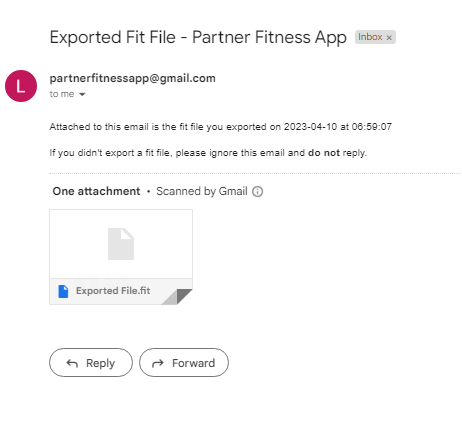 Exported Fit File - Partner Fitness App Inbox ×
L
partnerfitnessapp@gmail.com
to me
Attached to this email is the fit file you exported on 2023-04-10 at 06:59:07
If you didn't export a fit file, please ignore this email and do not reply.
One attachment • Scanned by Gmail
Exported File.fit
Reply Forward